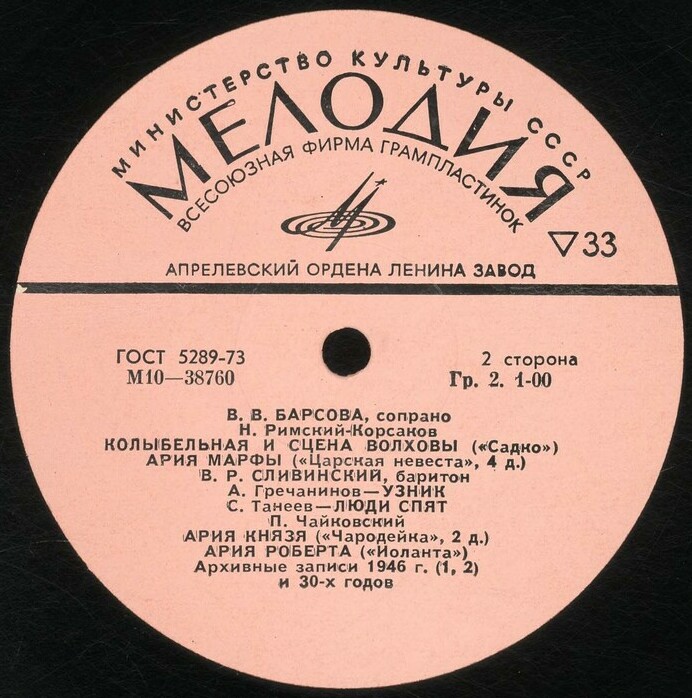 МИНИСТЕРСТВО КУЛЬТУРЫ СССР
МЕЛОДИЯ
ВСЕСОЮЗНАЯ ФИРМА ГРАМПЛАСТИНОК
▽33
АПРЕЛЕВСКИЙ ОРДЕНА ЛЕНИНА ЗАВОД
ГОСТ 5289-73
2 сторона
М10—38760
Гр. 2. 1-00
В. В. БАРСОВА, сопрано
Н. Римский-Корсаков
КОЛЫБЕЛЬНАЯ И СЦЕНА ВОЛХОВЫ («Садко»)
АРИЯ МАРФЫ («Царская невеста», 4 д.)
В. Р. СЛИВИНСКИЙ, баритон
А. Гречанинов—УЗНИК
С. Танеев—ЛЮДИ СПЯТ
П. Чайковский
АРИЯ КНЯЗЯ («Чародейка», 2 д.)
АРИЯ РОБЕРТА («Иоланта»)
Архивные записи 1946 г. (1, 2)
и 30-х годов